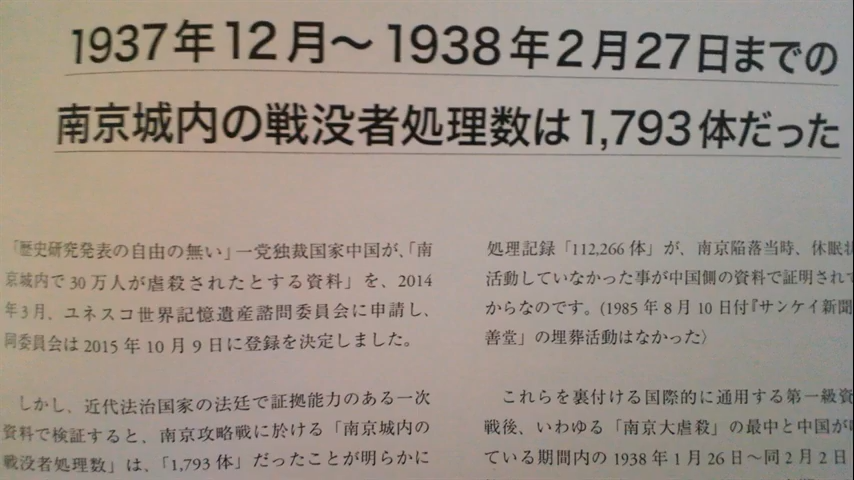 1937年12月〜1938年2月27日までの
南京城内の戦没者処理数は1,793体だった
「歴史研究発表の自由の無い」一党独裁国家中国が、「南
京城内で30万人が虐殺されたとする資料」を、2014
年3月、ユネスコ世界記憶遺産諮問委員会に申請し、
同委員会は2015年10月9日に登録を決定しました。
しかし、近代法治国家の法廷で証拠能力のある一次
資料で検証すると、南京攻略戦に於ける「南京城内の
戦没者処理数」は、「1,793体」だったことが明らかに
処理記録「112,266体」が、南京陥落当時、休眠状
活動していなかった事が中国側の資料で証明されて
からなのです。(1985年8月10日付『サンケイ新聞
善堂」の埋葬活動はなかった〉
これらを裏付ける国際的に通用する第一級資
戦後、いわゆる「南京大虐殺」の最中と中国が
ている期間内の1938年1月26日〜同2月2日